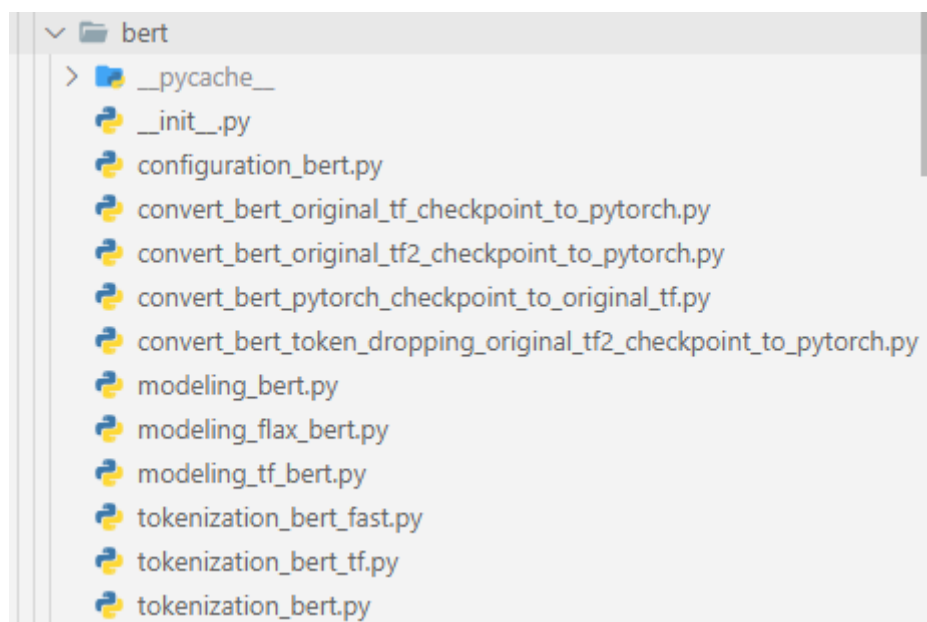 bert
__pycache__
__init__.py
configuration_bert.py
convert_bert_original_tf_checkpoint_to_pytorch.py
convert_bert_original_tf2_checkpoint_to_pytorch.py
convert_bert_pytorch_checkpoint_to_original_tf.py
convert_bert_token_dropping_original_tf2_checkpoint_to_pytorch.py
modeling_bert.py
modeling_flax_bert.py
modeling_tf_bert.py
tokenization_bert_fast.py
tokenization_bert_tf.py
tokenization_bert.py